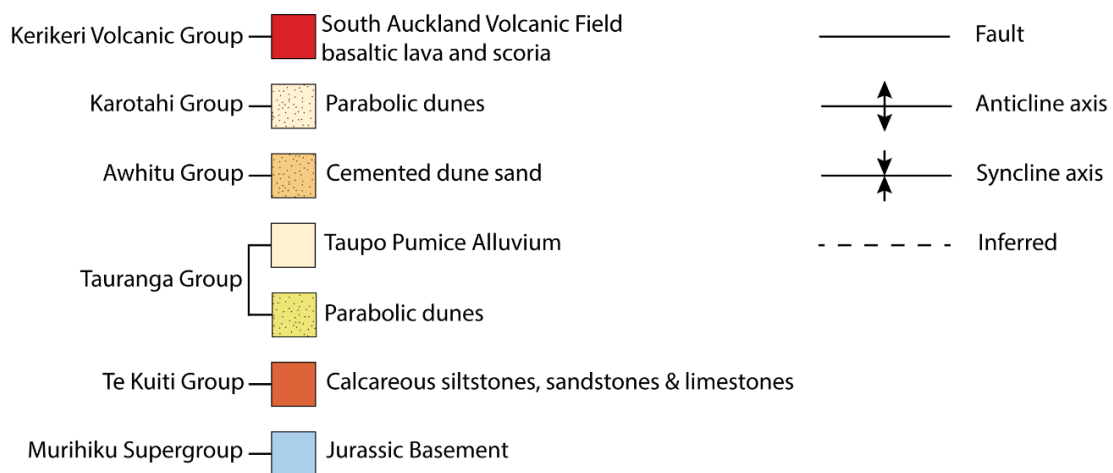 Kerikeri Volcanic Group
South Auckland Volcanic Field
basaltic lava and scoria
Karotahi Group
Parabolic dunes
Awhitu Group
Cemented dune sand
Tauranga Group
Taupo Pumice Alluvium
Parabolic dunes
Te Kuiti Group
Calcareous siltstones, sandstones & limestones
Murihiku Supergroup
Jurassic Basement
Fault
Anticline axis
Syncline axis
Inferred